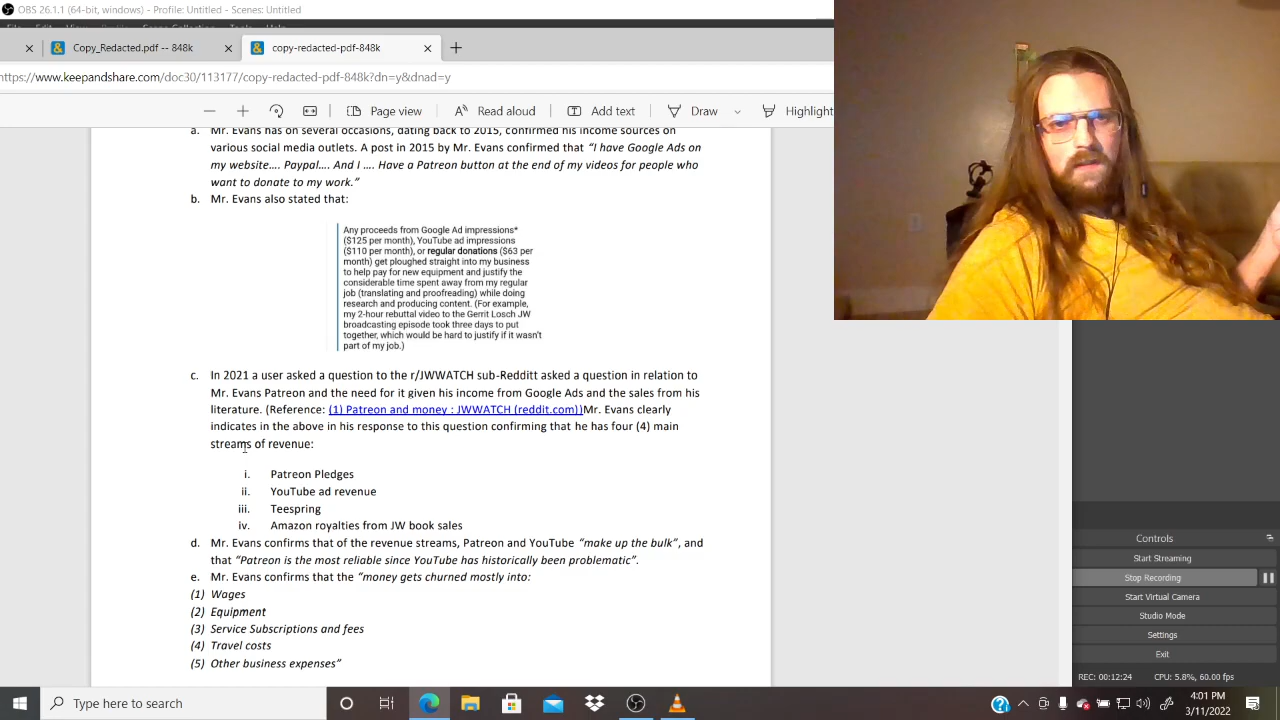 OBS 26.1.1 (64-bit, windows) - Profile: Untitled - Scenes: Untitled
Copy_Redacted.pdf -- 848k
copy-redacted-pdf-848k
https://www.keepandshare.com/doc30/113177/copy-redacted-pdf-848k?dn=y&dnad=y
Page view
Read aloud
Add text
Draw
Highlight
a. Mr. Evans has on several occasions, dating back to 2015, confirmed his income sources on
various social media outlets. A post in 2015 by Mr. Evans confirmed that “I have Google Ads on
my website…. Paypal…. And I …. Have a Patreon button at the end of my videos for people who
want to donate to my work.”
b. Mr. Evans also stated that:
Any proceeds from Google Ad impressions*
($125 per month), YouTube ad impressions
($110 per month), or regular donations ($63 per
month) get ploughed straight into my business
to help pay for new equipment and justify the
considerable time spent away from my regular
job (translating and proofreading) while doing
research and producing content. (For example,
my 2-hour rebuttal video to the Gerrit Losch JW
broadcasting episode took three days to put
together, which would be hard to justify if it wasn't
part of my job.)
c. In 2021 a user asked a question to the r/JWWATCH sub-Redditt asked a question in relation to
Mr. Evans Patreon and the need for it given his income from Google Ads and the sales from his
literature. (Reference: (1) Patreon and money : JWWATCH (reddit.com))Mr. Evans clearly
indicates in the above in his response to this question confirming that he has four (4) main
streams of revenue:
i. Patreon Pledges
ii. YouTube ad revenue
iii. Teespring
iv. Amazon royalties from JW book sales
d. Mr. Evans confirms that of the revenue streams, Patreon and YouTube “make up the bulk”, and
that “Patreon is the most reliable since YouTube has historically been problematic”.
e. Mr. Evans confirms that the “money gets churned mostly into:
(1) Wages
(2) Equipment
(3) Service Subscriptions and fees
(4) Travel costs
(5) Other business expenses”
Controls
Start Streaming
Stop Recording
Start Virtual Camera
Studio Mode
Settings
Exit
REC: 00:12:24
CPU: 5.8%, 60.00 fps
Type here to search
4:01 PM
3/11/2022